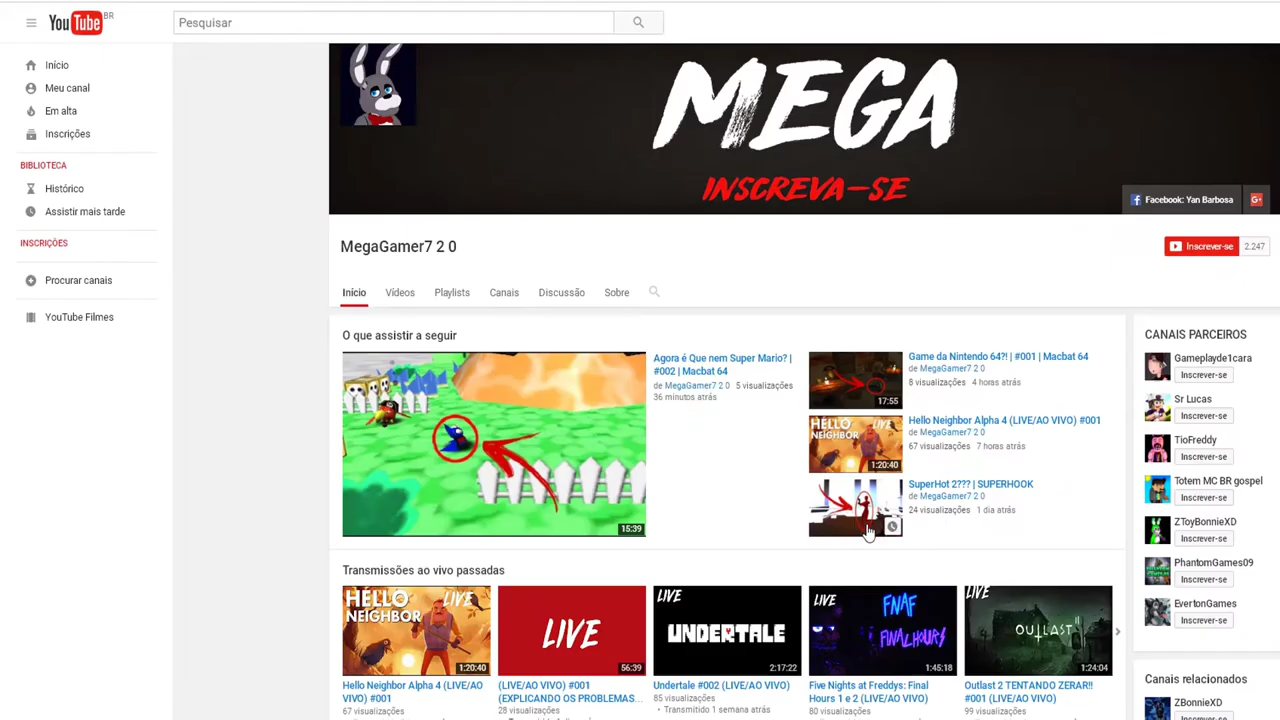 YouTube BR
Pesquisar
Início
Meu canal
Em alta
Inscrições
BIBLIOTECA
Histórico
Assistir mais tarde
INSCRIÇÕES
Procurar canais
YouTube Filmes
MEGA
INSCREVA-SE
Facebook: Yan Barbosa
G+
MegaGamer7 2 0
Inscrever-se 2.247
Início Vídeos Playlists Canais Discussão Sobre
O que assistir a seguir
15:39
Agora é Que nem Super Mario? |
#002 | Macbat 64
de MegaGamer7 2 0 5 visualizações
36 minutos atrás
17:55
Game da Nintendo 64?! | #001 | Macbat 64
de MegaGamer7 2 0
8 visualizações 4 horas atrás
HELLO
NEIGHBOR
LIVE
1:20:40
Hello Neighbor Alpha 4 (LIVE/AO VIVO) #001
de MegaGamer7 2 0
67 visualizações 7 horas atrás
SuperHot 2??? | SUPERHOOK
de MegaGamer7 2 0
24 visualizações 1 dia atrás
Transmissões ao vivo passadas
HELLO
NEIGHBOR
LIVE
1:20:40
Hello Neighbor Alpha 4 (LIVE/AO
VIVO) #001
67 visualizações
LIVE
56:39
(LIVE/AO VIVO) #001
(EXPLICANDO OS PROBLEMAS...
28 visualizações
LIVE
UNDERTALE
2:17:22
Undertale #002 (LIVE/AO VIVO)
85 visualizações
• Transmitido 1 semana atrás
LIVE
FNAF
FINAL HOURS
1:45:18
Five Nights at Freddys: Final
Hours 1 e 2 (LIVE/AO VIVO)
80 visualizações
LIVE
OUTLAST II
1:24:04
Outlast 2 TENTANDO ZERAR!!
#001 (LIVE/AO VIVO)
99 visualizações
CANAIS PARCEIROS
Gameplayde1cara
Inscrever-se
Sr Lucas
Inscrever-se
TioFreddy
Inscrever-se
Totem MC BR gospel
Inscrever-se
ZToyBonnieXD
Inscrever-se
PhantomGames09
Inscrever-se
EvertonGames
Inscrever-se
Canais relacionados
ZBonnieXD